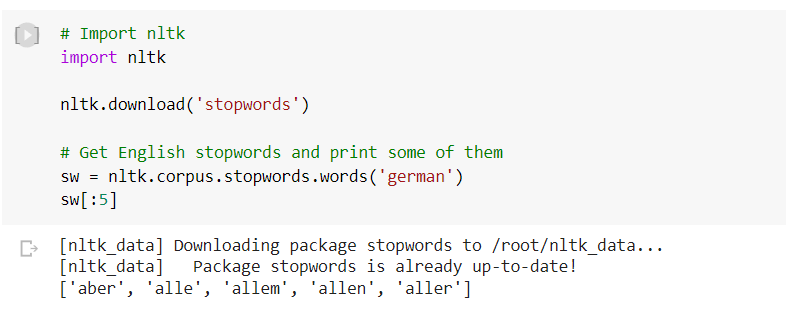 # Import nltk
import nltk
nltk.download('stopwords')
# Get English stopwords and print some of them
sw = nltk.corpus.stopwords.words('german')
sw[:5]
[nltk_data] Downloading package stopwords to /root/nltk_data...
[nltk_data]   Package stopwords is already up-to-date!
['aber', 'alle', 'allem', 'allen', 'aller']